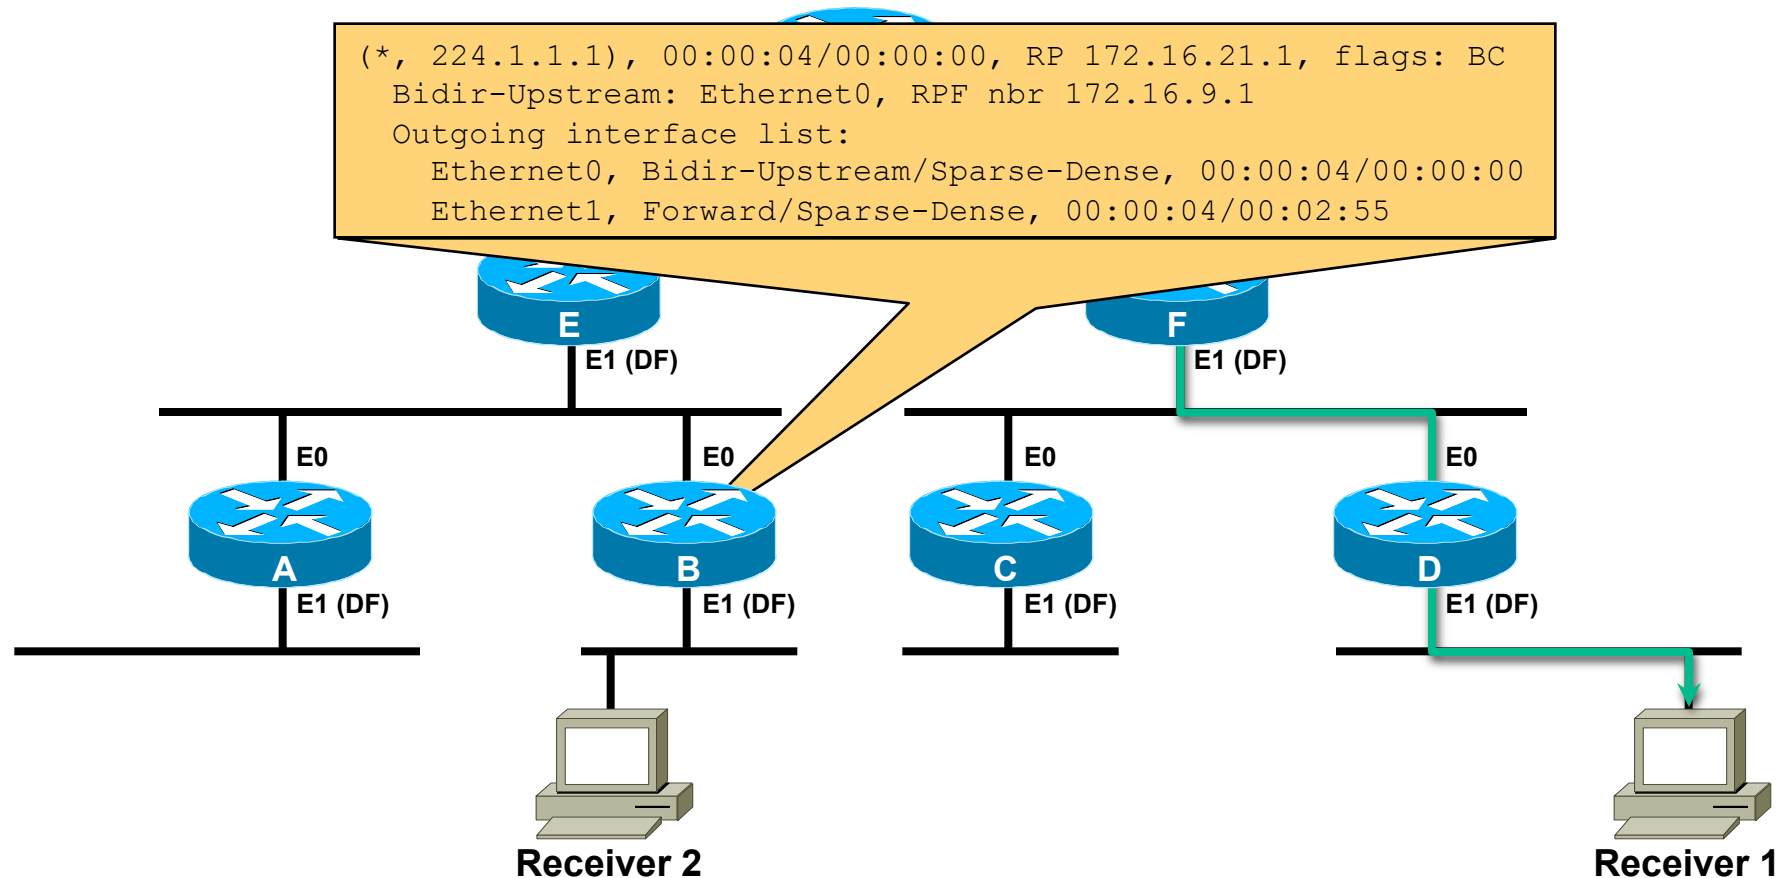 (*, 224.1.1.1), 00:00:04/00:00:00, RP 172.16.21.1, flags: BC
Bidir-Upstream: Ethernet0, RPF nbr 172.16.9.1
Outgoing interface list:
Ethernet0, Bidir-Upstream/Sparse-Dense, 00:00:04/00:00:00
Ethernet1, Forward/Sparse-Dense, 00:00:04/00:02:55
E
F
E1 (DF)
E1 (DF)
E0
E0
E0
E0
A
B
C
D
E1 (DF)
E1 (DF)
E1 (DF)
E1 (DF)
Receiver 2
Receiver 1